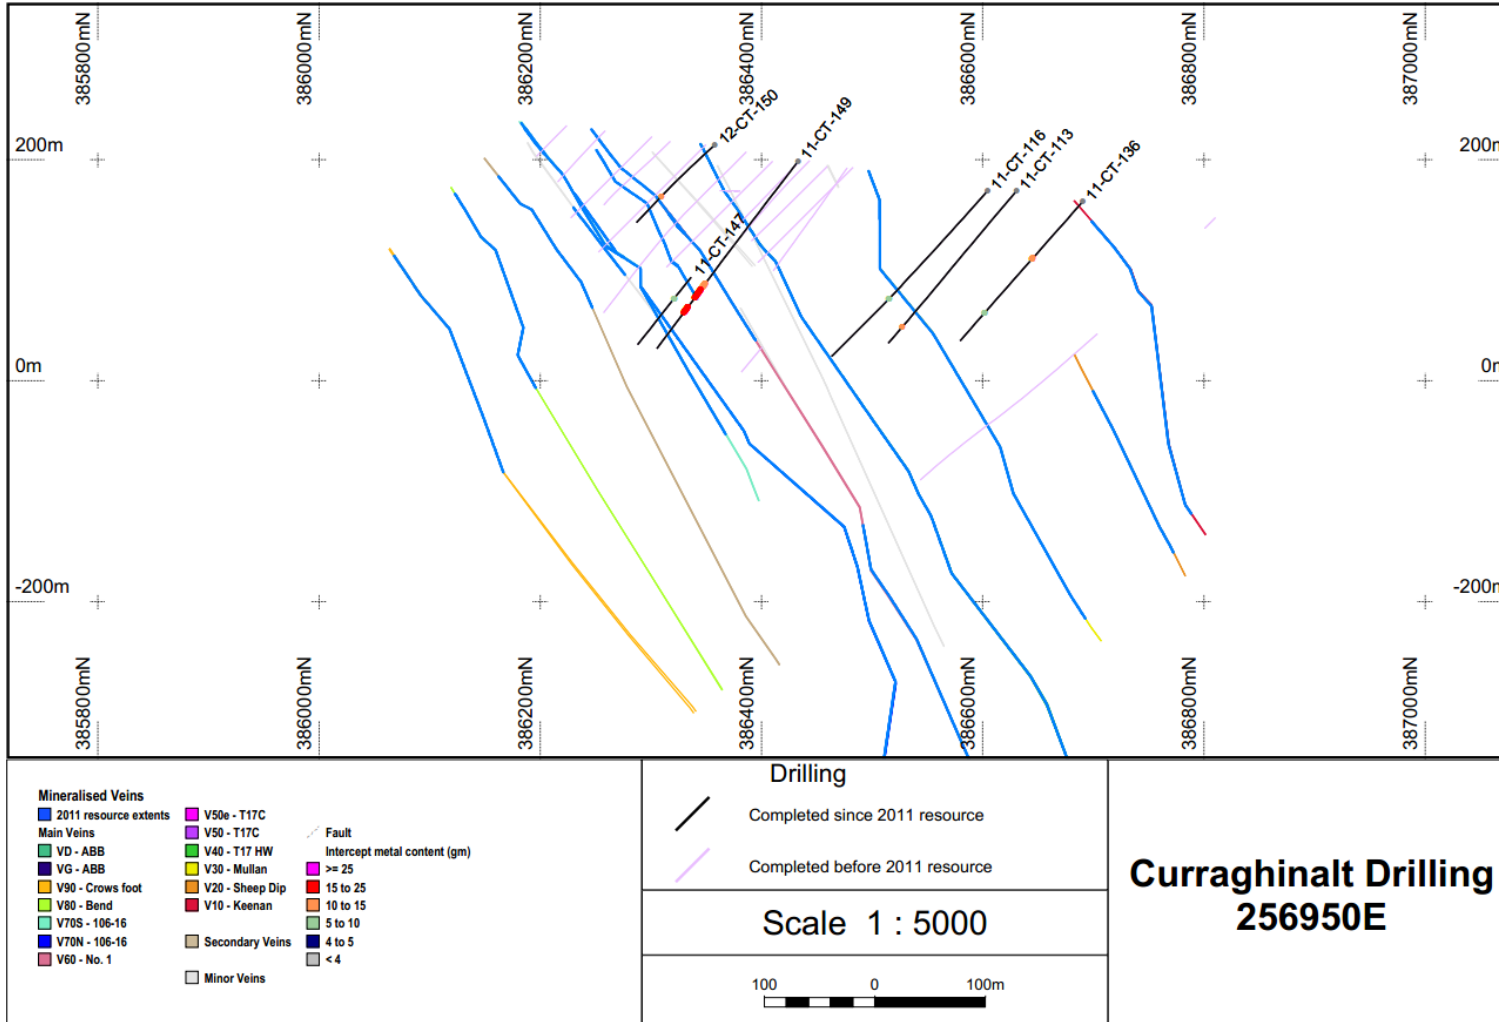 385800mN
386000mN
386200mN
386400mN
386600mN
386800mN
387000mN
12-CT-150
11-CT-149
11-CT-116
11-CT-113
11-CT-136
11-CT-147
200m
200m
0m
0m
-200m
-200m
385800mN
386000mN
386200mN
386400mN
386600mN
386800mN
387000mN
Mineralised Veins
2011 resource extents
Main Veins
VD - ABB
VG - ABB
V90 - Crows foot
V80 - Bend
V70S - 106-16
V70N - 106-16
V60 - No. 1
V50e - T17C
V50 - T17C
V40 - T17 HW
V30 - Mullan
V20 - Sheep Dip
V10 - Keenan
Secondary Veins
Minor Veins
Fault
Intercept metal content (gm)
>= 25
15 to 25
10 to 15
5 to 10
4 to 5
< 4
Drilling
Completed since 2011 resource
Completed before 2011 resource
Scale 1 : 5000
100 0 100m
Curraghinalt Drilling
256950E